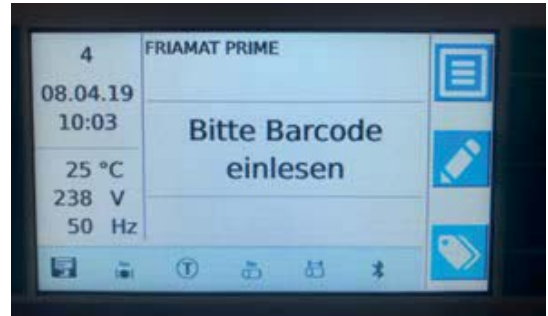 4
08.04.19
10:03
25 °C
238 V
50 Hz
FRIAMAT PRIME
Bitte Barcode
einlesen
T